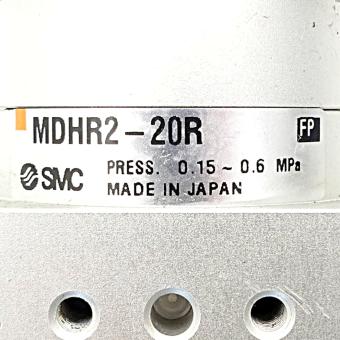 MDHR2-20R FP
SMC PRESS. 0.15 ~ 0.6 MPa
MADE IN JAPAN